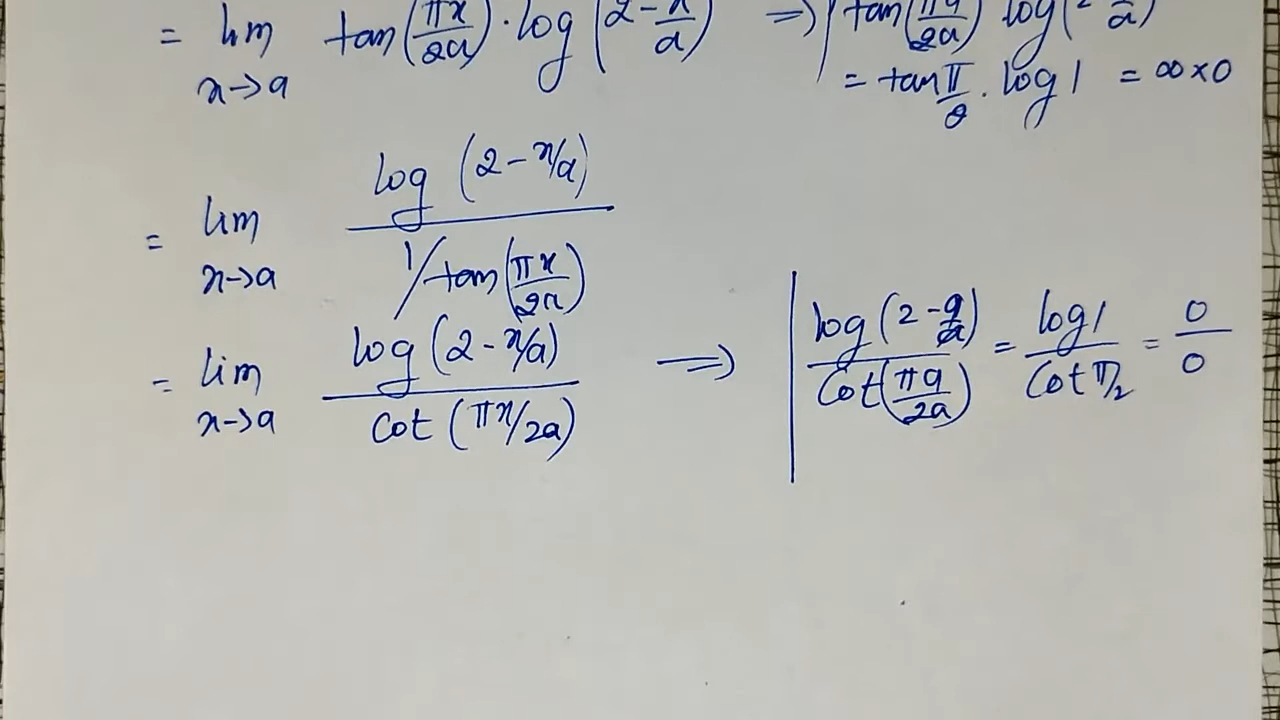 = lim x→a tan(πx/2a) · log(2 - x/a) ⇒ | tan(πa/2a) log(2 - a/a)
= tan π/2 . log 1 = ∞ × 0
= lim x→a log (2 - x/a) / 1/tan(πx/2a)
= lim x→a log (2 - x/a) / cot (πx/2a) ⇒ | log (2 - a/a) / Cot(πa/2a) = log 1 / Cot π/2 = 0/0